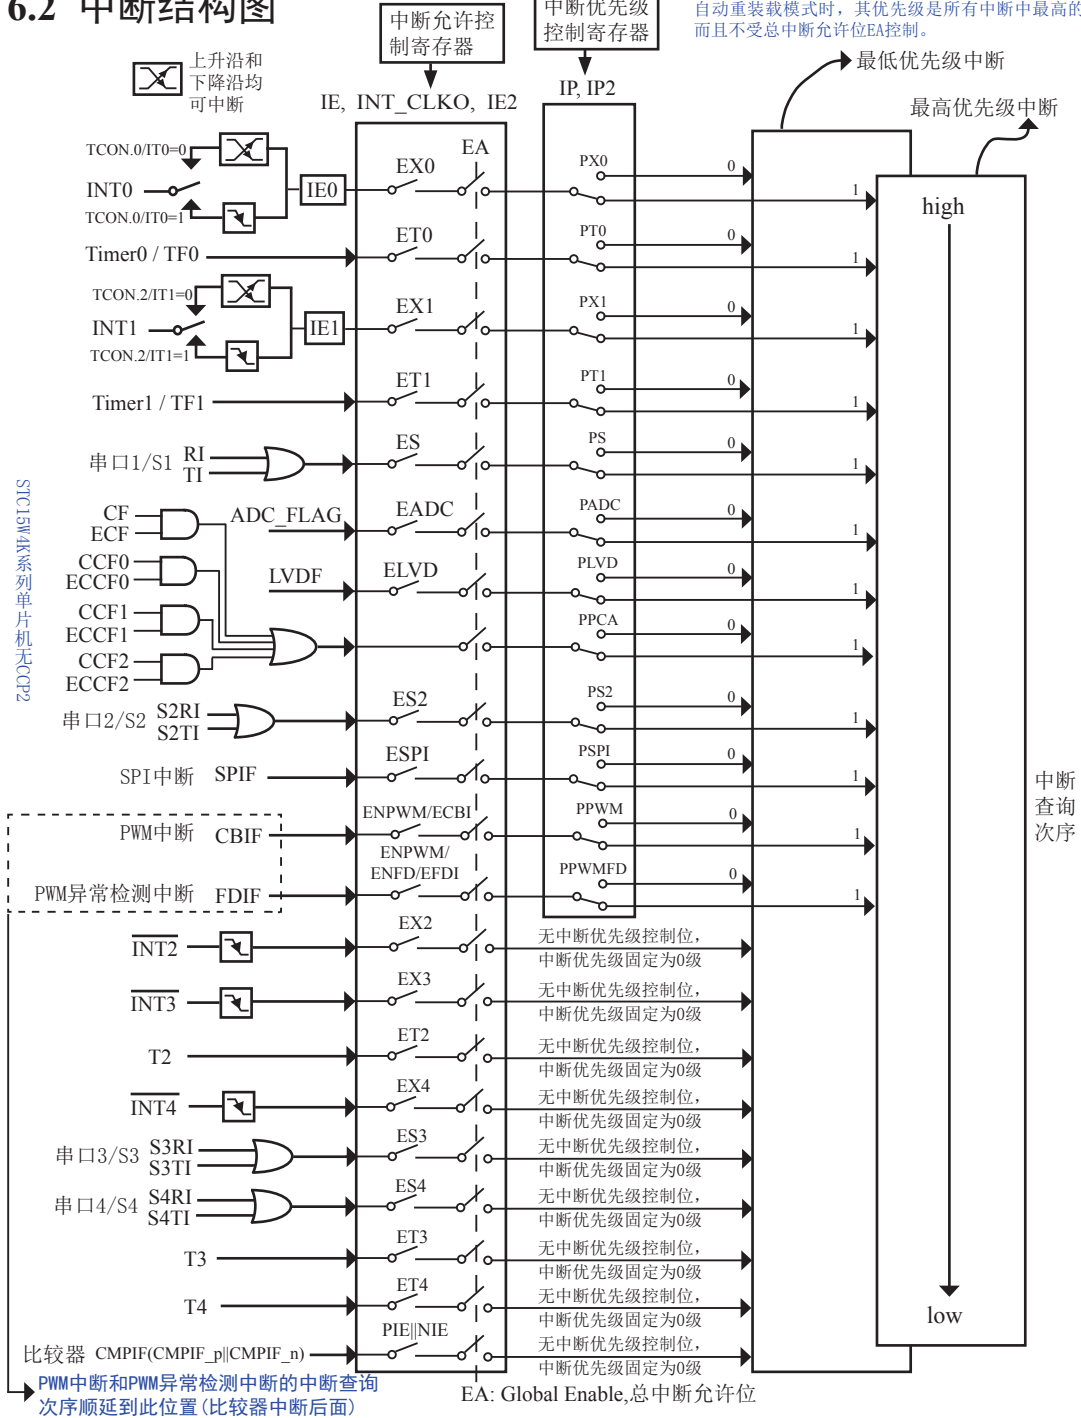 6.2 中断结构图
中断允许控
制寄存器
中断优先级
控制寄存器
自动重装载模式时，其优先级是所有中断中最高的
而且不受总中断允许位EA控制。
上升沿和
下降沿均
可中断
IE, INT_CLKO, IE2
IP, IP2
最低优先级中断
最高优先级中断
EA
TCON.0/IT0=0
INT0
TCON.0/IT0=1
IE0
EX0
PX0
0
1
high
Timer0 / TF0
ET0
PT0
0
1
TCON.2/IT1=0
INT1
TCON.2/IT1=1
IE1
EX1
PX1
0
1
Timer1 / TF1
ET1
PT1
0
1
串口1/S1
RI
TI
ES
PS
0
1
STC15W4K系列单片机无CCP2
CF
ECF
ADC_FLAG
EADC
PADC
0
1
CCF0
ECCF0
LVDF
ELVD
PLVD
0
1
CCF1
ECCF1
CCF2
ECCF2
PPCA
0
1
串口2/S2
S2RI
S2TI
ES2
PS2
0
1
SPI中断 SPIF
ESPI
PSPI
0
1
中断
查询
次序
PWM中断 CBIF
ENPWM/ECBI
PPWM
0
1
PWM异常检测中断 FDIF
ENPWM/
ENFD/EFDI
PPWMFD
0
1
INT2
EX2
无中断优先级控制位，
中断优先级固定为0级
INT3
EX3
无中断优先级控制位，
中断优先级固定为0级
T2
ET2
无中断优先级控制位，
中断优先级固定为0级
INT4
EX4
无中断优先级控制位，
中断优先级固定为0级
串口3/S3
S3RI
S3TI
ES3
无中断优先级控制位，
中断优先级固定为0级
串口4/S4
S4RI
S4TI
ES4
无中断优先级控制位，
中断优先级固定为0级
T3
ET3
无中断优先级控制位，
中断优先级固定为0级
T4
ET4
无中断优先级控制位，
中断优先级固定为0级
low
比较器 CMPIF(CMPIF_p||CMPIF_n)
PIE||NIE
无中断优先级控制位，
中断优先级固定为0级
PWM中断和PWM异常检测中断的中断查询
次序顺延到此位置(比较器中断后面)
EA: Global Enable,总中断允许位